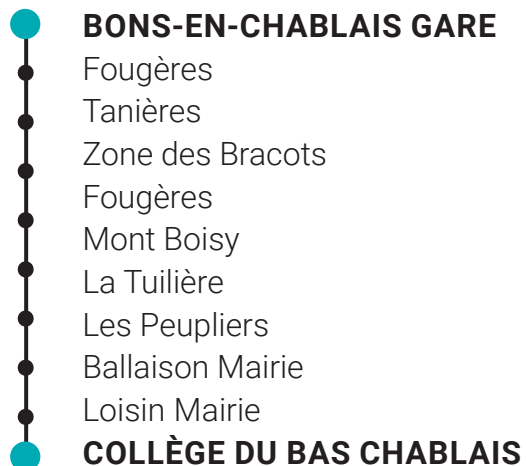 BONS-EN-CHABLAIS GARE
Fougères
Tanières
Zone des Bracots
Fougères
Mont Boisy
La Tuilière
Les Peupliers
Ballaison Mairie
Loisin Mairie
COLLÈGE DU BAS CHABLAIS